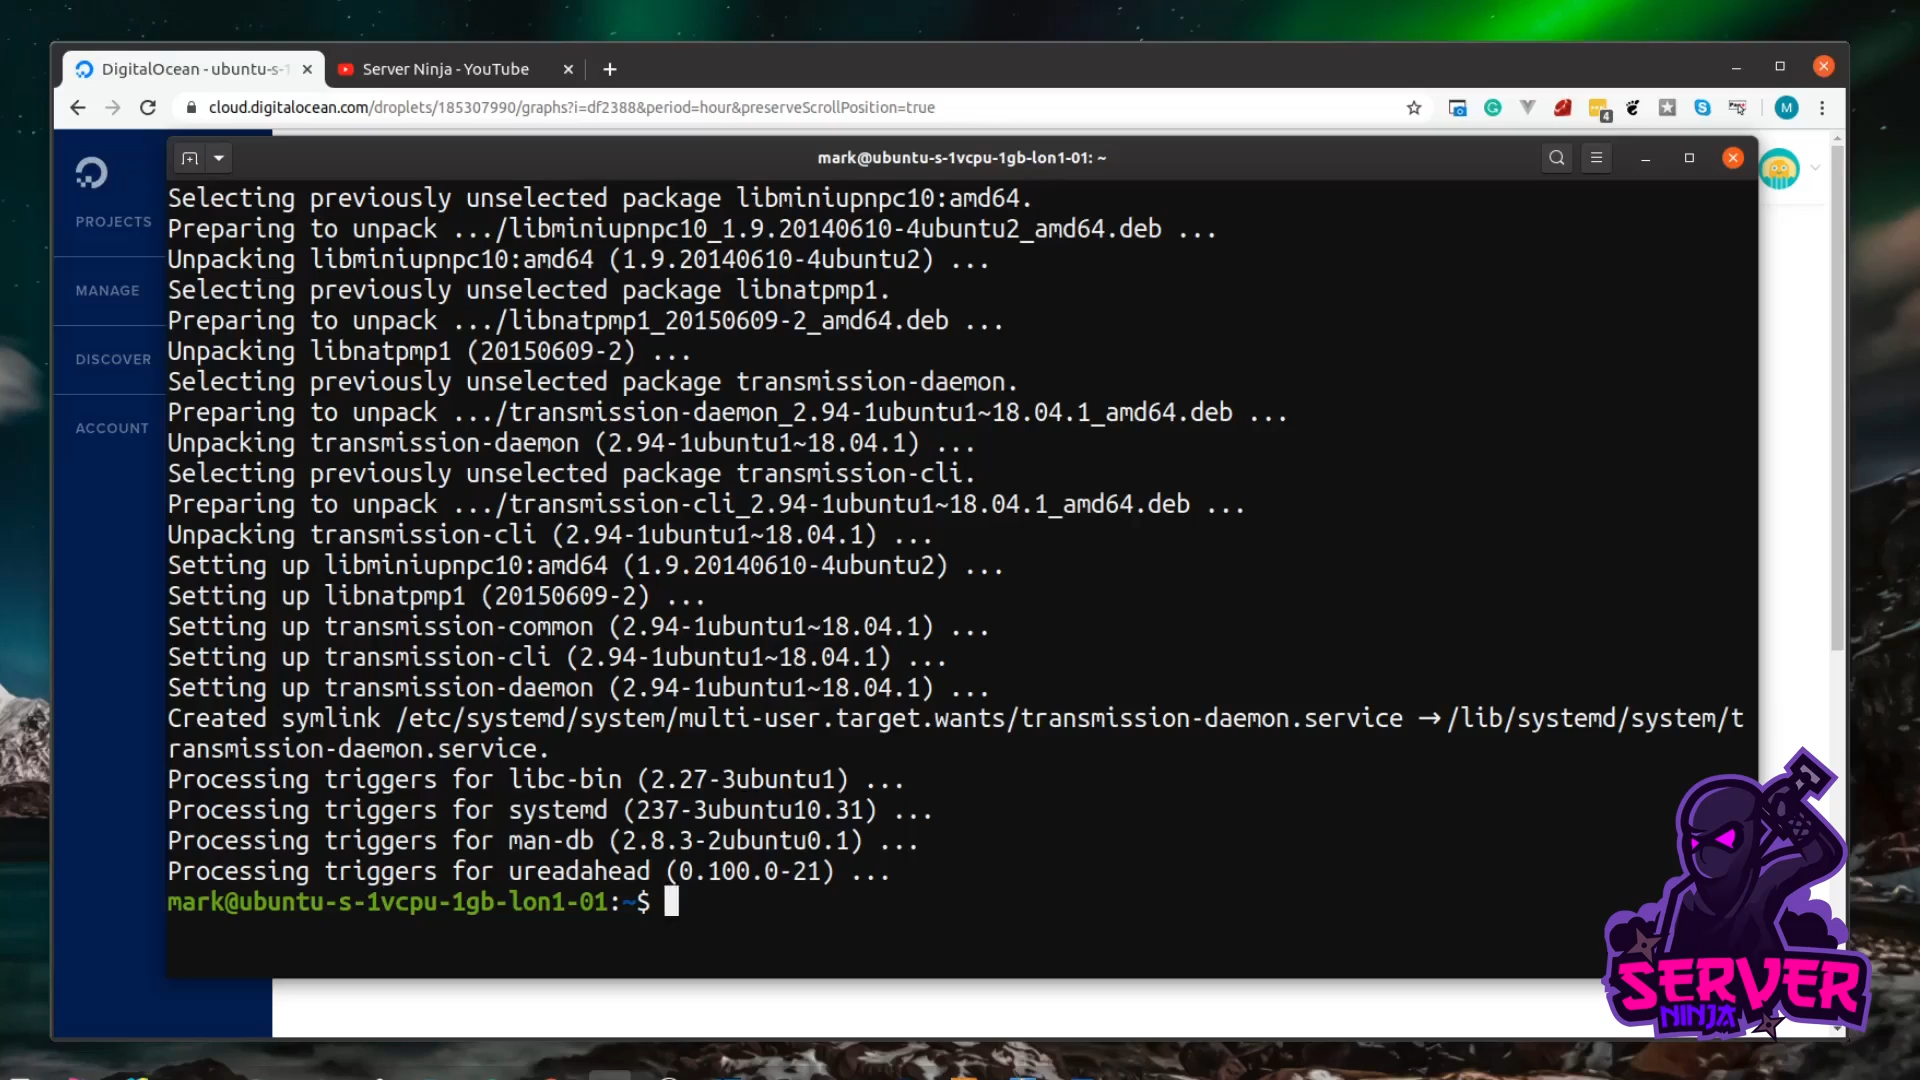 DigitalOcean - ubuntu-s-1
Server Ninja - YouTube
cloud.digitalocean.com/droplets/185307990/graphs?i=df2388&period=hour&preserveScrollPosition=true
4
M
mark@ubuntu-s-1vcpu-1gb-lon1-01: ~
PROJECTS
MANAGE
DISCOVER
ACCOUNT
Selecting previously unselected package libminiupnpc10:amd64.
Preparing to unpack .../libminiupnpc10_1.9.20140610-4ubuntu2_amd64.deb ...
Unpacking libminiupnpc10:amd64 (1.9.20140610-4ubuntu2) ...
Selecting previously unselected package libnatpmp1.
Preparing to unpack .../libnatpmp1_20150609-2_amd64.deb ...
Unpacking libnatpmp1 (20150609-2) ...
Selecting previously unselected package transmission-daemon.
Preparing to unpack .../transmission-daemon_2.94-1ubuntu1~18.04.1_amd64.deb ...
Unpacking transmission-daemon (2.94-1ubuntu1~18.04.1) ...
Selecting previously unselected package transmission-cli.
Preparing to unpack .../transmission-cli_2.94-1ubuntu1~18.04.1_amd64.deb ...
Unpacking transmission-cli (2.94-1ubuntu1~18.04.1) ...
Setting up libminiupnpc10:amd64 (1.9.20140610-4ubuntu2) ...
Setting up libnatpmp1 (20150609-2) ...
Setting up transmission-common (2.94-1ubuntu1~18.04.1) ...
Setting up transmission-cli (2.94-1ubuntu1~18.04.1) ...
Setting up transmission-daemon (2.94-1ubuntu1~18.04.1) ...
Created symlink /etc/systemd/system/multi-user.target.wants/transmission-daemon.service → /lib/systemd/system/t
ransmission-daemon.service.
Processing triggers for libc-bin (2.27-3ubuntu1) ...
Processing triggers for systemd (237-3ubuntu10.31) ...
Processing triggers for man-db (2.8.3-2ubuntu0.1) ...
Processing triggers for ureadahead (0.100.0-21) ...
mark@ubuntu-s-1vcpu-1gb-lon1-01:~$
SERVER
NINJA